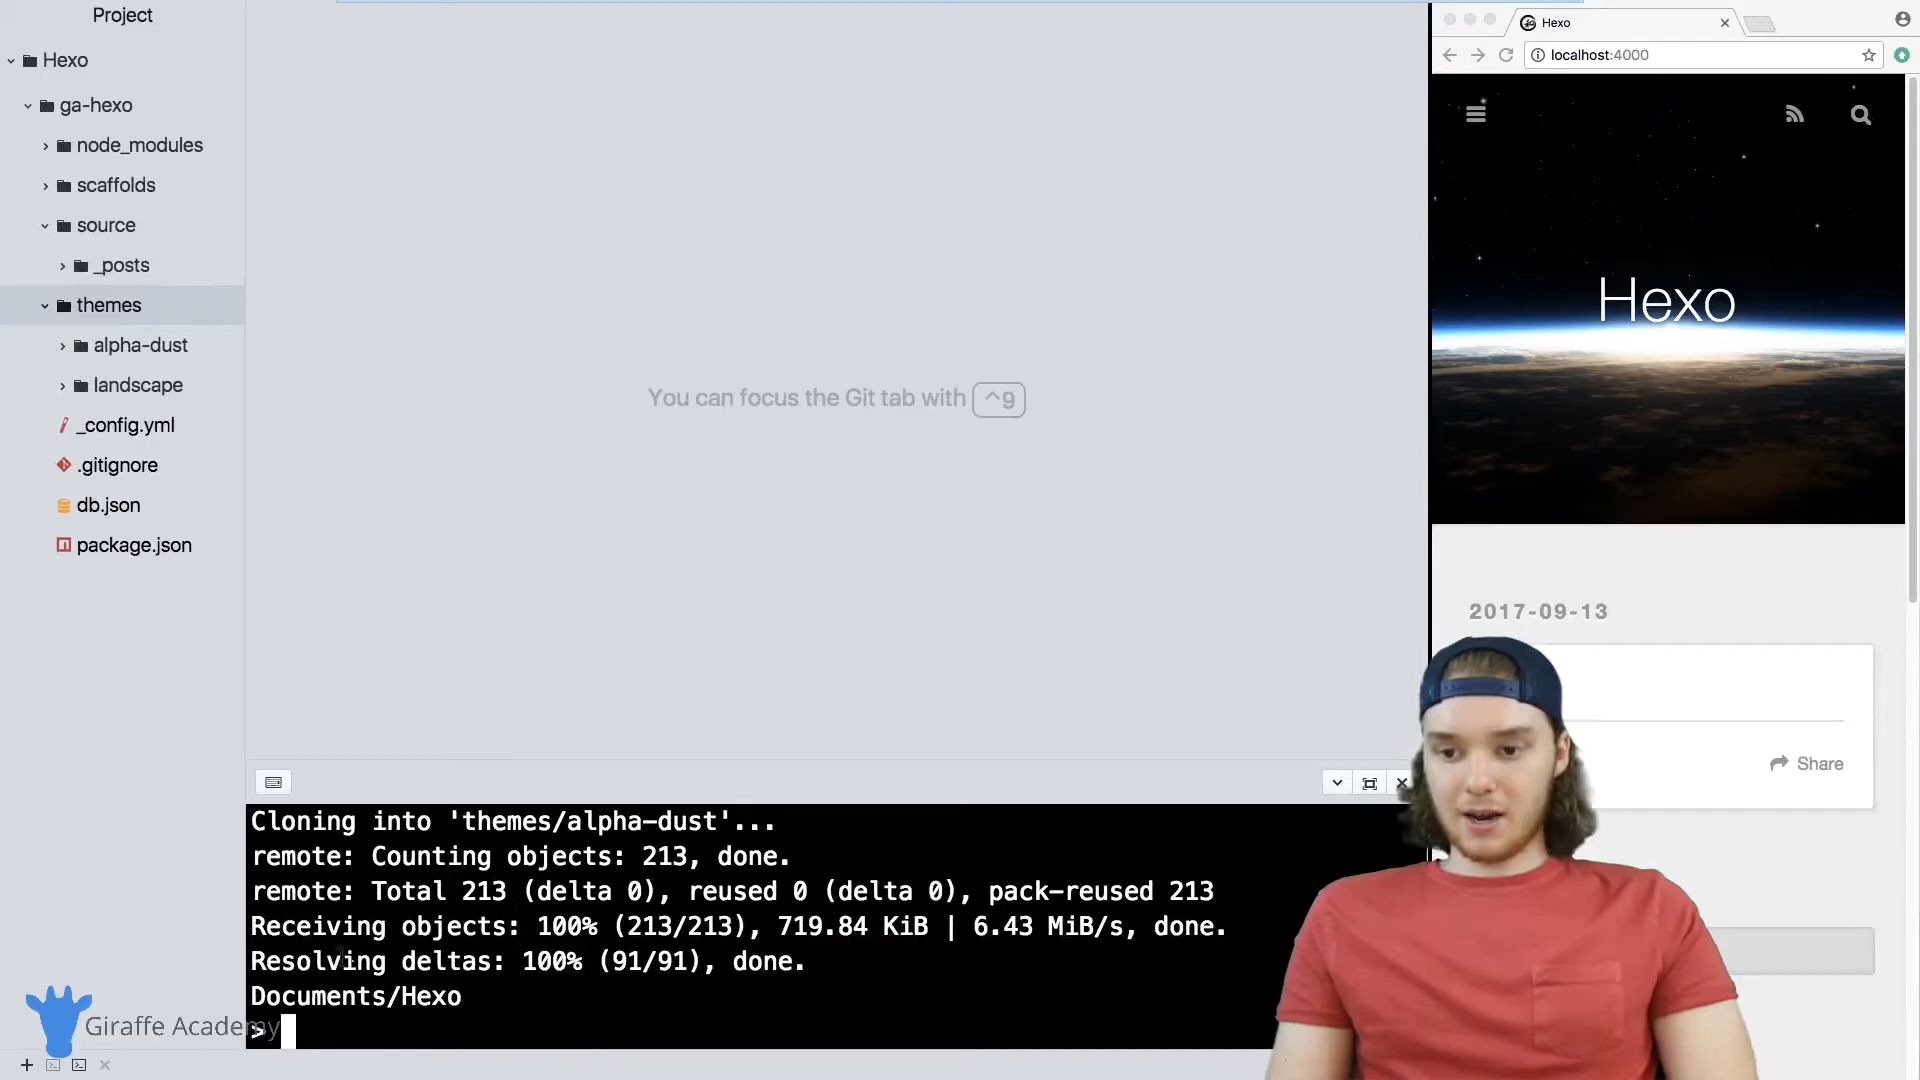 Project
Hexo
ga-hexo
node_modules
scaffolds
source
_posts
themes
alpha-dust
landscape
_config.yml
.gitignore
db.json
package.json
You can focus the Git tab with ^9
Cloning into 'themes/alpha-dust'...
remote: Counting objects: 213, done.
remote: Total 213 (delta 0), reused 0 (delta 0), pack-reused 213
Receiving objects: 100% (213/213), 719.84 KiB | 6.43 MiB/s, done.
Resolving deltas: 100% (91/91), done.
Documents/Hexo
>
Giraffe Academy
Hexo
localhost:4000
Hexo
2017-09-13
Share